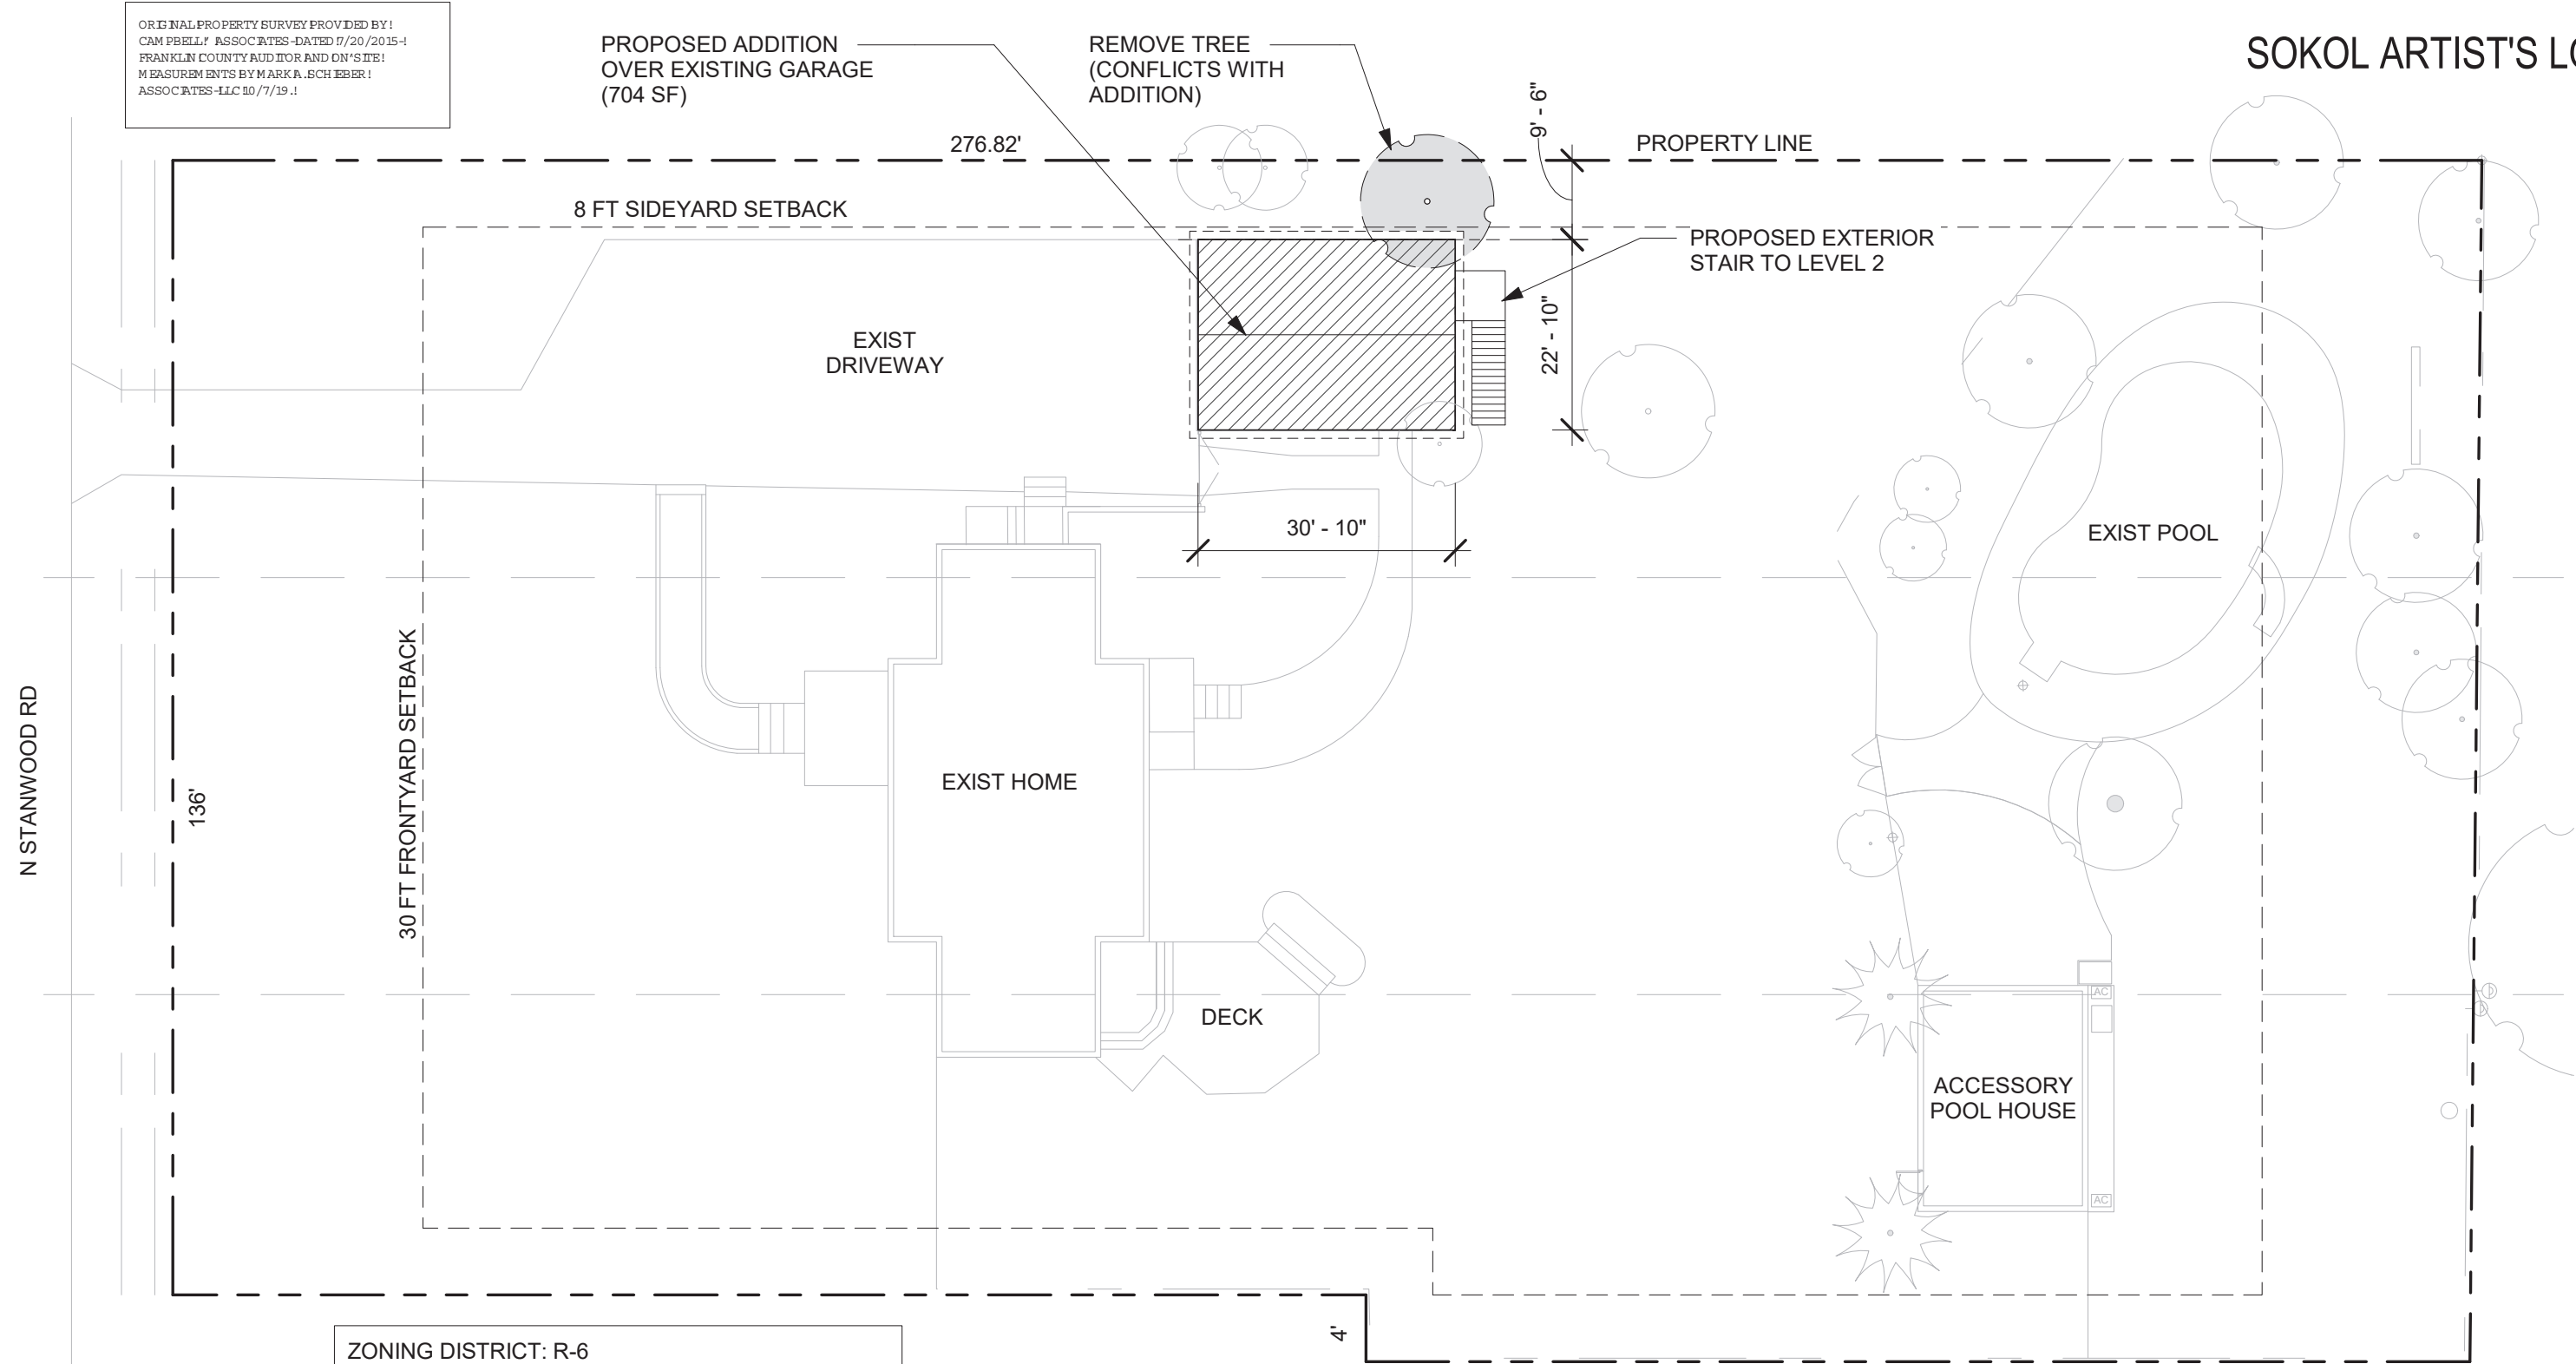 ORIGINAL PROPERTY SURVEY PROVIDED BY!
CAMPBELL!' ASSOCIATES-DATED 7/20/2015-!
FRANKLIN COUNTY AUDITOR AND ON'SITE!
MEASUREMENTS BY MARK A. SCHIEBER!
ASSOCIATES-LLC 10/7/19.!
PROPOSED ADDITION
OVER EXISTING GARAGE
(704 SF)
REMOVE TREE
(CONFLICTS WITH
ADDITION)
SOKOL ARTIST'S LO
276.82'
9' - 6"
PROPERTY LINE
8 FT SIDEYARD SETBACK
PROPOSED EXTERIOR
STAIR TO LEVEL 2
EXIST
DRIVEWAY
22' - 10"
30' - 10"
EXIST POOL
N STANWOOD RD
136'
30 FT FRONTYARD SETBACK
EXIST HOME
DECK
AC
ACCESSORY
POOL HOUSE
AC
4'
ZONING DISTRICT: R-6